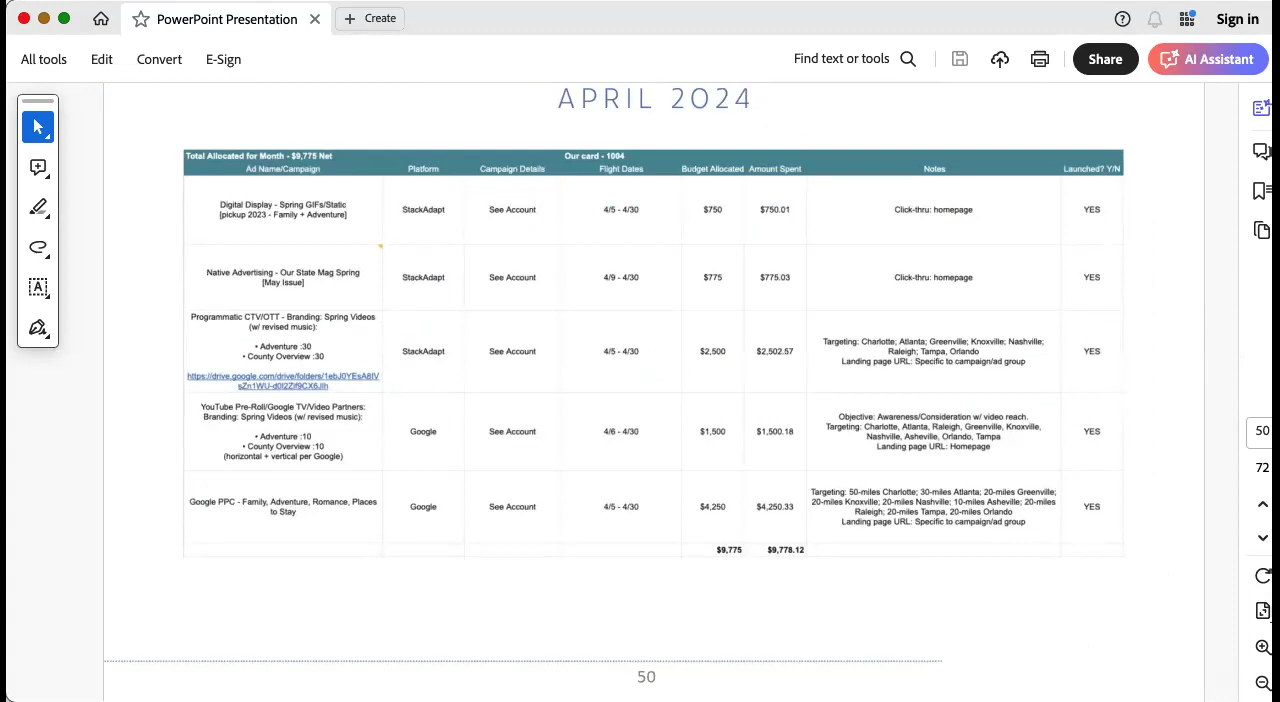 PowerPoint Presentation
Create
Sign in
All tools
Edit
Convert
E-Sign
Find text or tools
Share
AI Assistant
APRIL 2024
Total Allocated for Month - $9,775 Net
Our card - 1004
Ad Name/Campaign Platform Campaign Details Flight Dates Budget Allocated Amount Spent Notes Launched? Y/N
Digital Display - Spring GIFs/Static
[pickup 2023 - Family + Adventure]
StackAdapt
See Account
4/5 - 4/30
$750
$750.01
Click-thru: homepage
YES
Native Advertising - Our State Mag Spring
[May Issue]
StackAdapt
See Account
4/9 - 4/30
$775
$775.03
Click-thru: homepage
YES
Programmatic CTV/OTT - Branding: Spring Videos
(w/ revised music):
• Adventure :30
• County Overview :30
StackAdapt
See Account
4/5 - 4/30
$2,500
$2,502.57
Targeting: Charlotte; Atlanta; Greenville; Knoxville; Nashville;
Raleigh; Tampa, Orlando
Landing page URL: Specific to campaign/ad group
YES
YouTube Pre-Roll/Google TV/Video Partners:
Branding: Spring Videos (w/ revised music):
• Adventure :10
• County Overview :10
(horizontal + vertical per Google)
Google
See Account
4/6 - 4/30
$1,500
$1,500.18
Objective: Awareness/Consideration w/ video reach.
Targeting: Charlotte, Atlanta, Raleigh, Greenville, Knoxville,
Nashville, Asheville, Orlando, Tampa
Landing page URL: Homepage
YES
Google PPC - Family, Adventure, Romance, Places
to Stay
Google
See Account
4/5 - 4/30
$4,250
$4,250.33
Targeting: 50-miles Charlotte; 30-miles Atlanta; 20-miles Greenville;
20-miles Knoxville; 20-miles Nashville; 10-miles Asheville; 20-miles
Raleigh; 20-miles Tampa, 20-miles Orlando
Landing page URL: Specific to campaign/ad group
YES
$9,775
$9,778.12
50
50
72